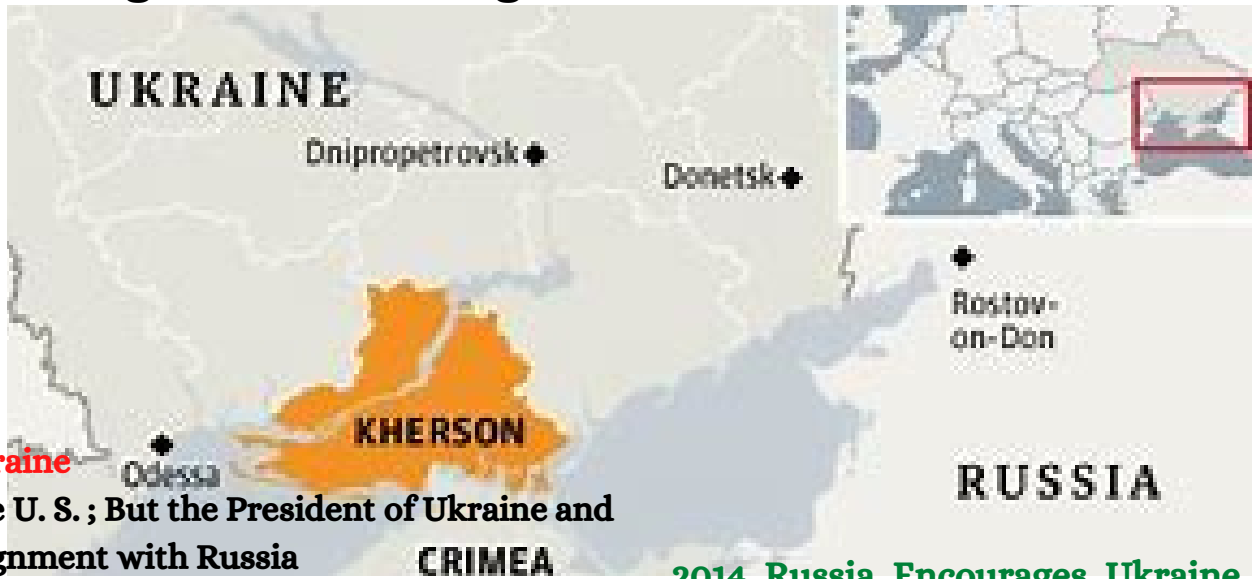 UKRAINE
Dnipropetrovsk
Donetsk
Rostov-
on-Don
KHERSON
raine
Odessa
RUSSIA
U. S. ; But the President of Ukraine and
gnment with Russia
CRIMEA
2014 Russia Encourages Ukraine